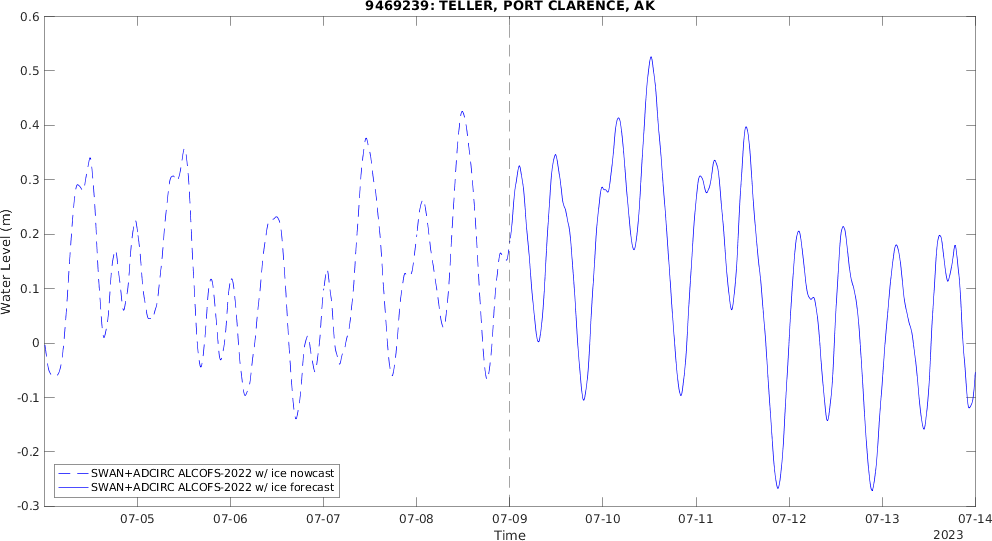 9469239: TELLER, PORT CLARENCE, AK
0.6
0.5
0.4
0.3
0.2
0.1
0
-0.1
-0.2
-0.3
Water Level (m)
SWAN+ADCIRC ALCOFS-2022 w/ ice nowcast
SWAN+ADCIRC ALCOFS-2022 w/ ice forecast
07-05 07-06 07-07 07-08 07-09 07-10 07-11 07-12 07-13 07-14
Time
2023